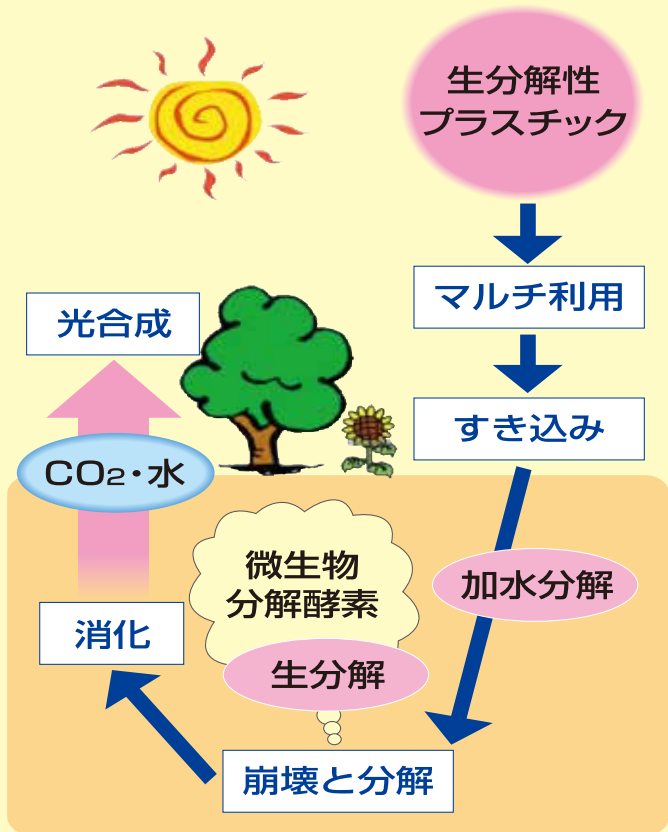 生分解性
プラスチック
マルチ利用
光合成
すき込み
CO2・水
微生物
分解酵素
加水分解
消化
生分解
崩壊と分解